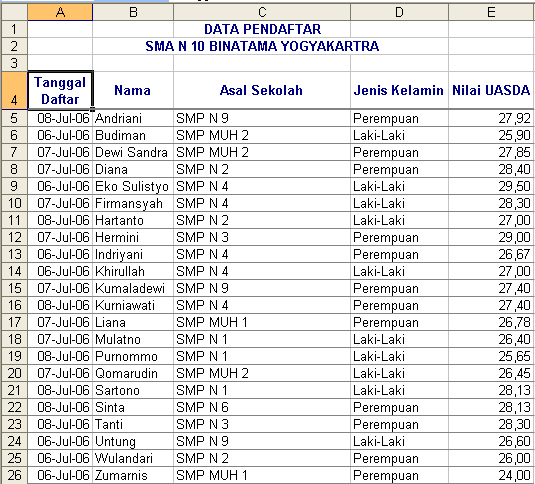 A B C D E
1 DATA PENDAFTAR
2 SMA N 10 BINATAMA YOGYAKARTRA
3
4 Tanggal Daftar Nama Asal Sekolah Jenis Kelamin Nilai UASDA
5 08-Jul-06 Andriani SMP N 9 Perempuan 27,92
6 06-Jul-06 Budiman SMP MUH 2 Laki-Laki 25,90
7 07-Jul-06 Dewi Sandra SMP MUH 2 Perempuan 27,85
8 07-Jul-06 Diana SMP N 2 Perempuan 28,40
9 06-Jul-06 Eko Sulistyo SMP N 4 Laki-Laki 29,50
10 07-Jul-06 Firmansyah SMP N 4 Laki-Laki 28,30
11 08-Jul-06 Hartanto SMP N 2 Laki-Laki 27,00
12 07-Jul-06 Hermini SMP N 3 Perempuan 29,00
13 06-Jul-06 Indriyani SMP N 4 Perempuan 26,67
14 06-Jul-06 Khirullah SMP N 4 Laki-Laki 27,00
15 07-Jul-06 Kumaladewi SMP N 9 Perempuan 27,40
16 08-Jul-06 Kurniawati SMP N 4 Perempuan 27,40
17 07-Jul-06 Liana SMP MUH 1 Perempuan 26,78
18 07-Jul-06 Mulatno SMP N 1 Laki-Laki 26,40
19 08-Jul-06 Purnommo SMP N 1 Laki-Laki 25,65
20 07-Jul-06 Qomarudin SMP MUH 2 Laki-Laki 26,45
21 08-Jul-06 Sartono SMP N 1 Laki-Laki 28,13
22 08-Jul-06 Sinta SMP N 6 Perempuan 28,13
23 08-Jul-06 Tanti SMP N 3 Perempuan 28,30
24 06-Jul-06 Untung SMP N 9 Laki-Laki 26,60
25 06-Jul-06 Wulandari SMP N 2 Perempuan 26,00
26 06-Jul-06 Zumarnis SMP MUH 1 Perempuan 24,00